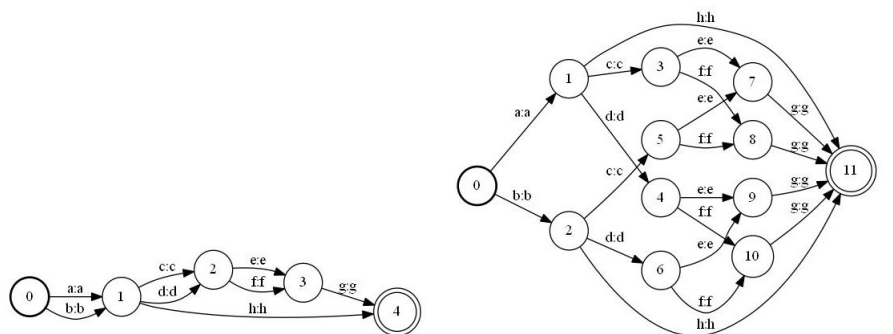 h:h
e:e
1 c:c 3 f:f 7
a:a e:e g:g
d:d 5 f:f 8 g:g
0 c:c 11
b:b 4 e:e 9 g:g
f:f g:g
2 d:d e:e
6 10
f:f
h:h
c:c 2 e:e
a:a d:d f:f 3 g:g
0 1 4
b:b h:h